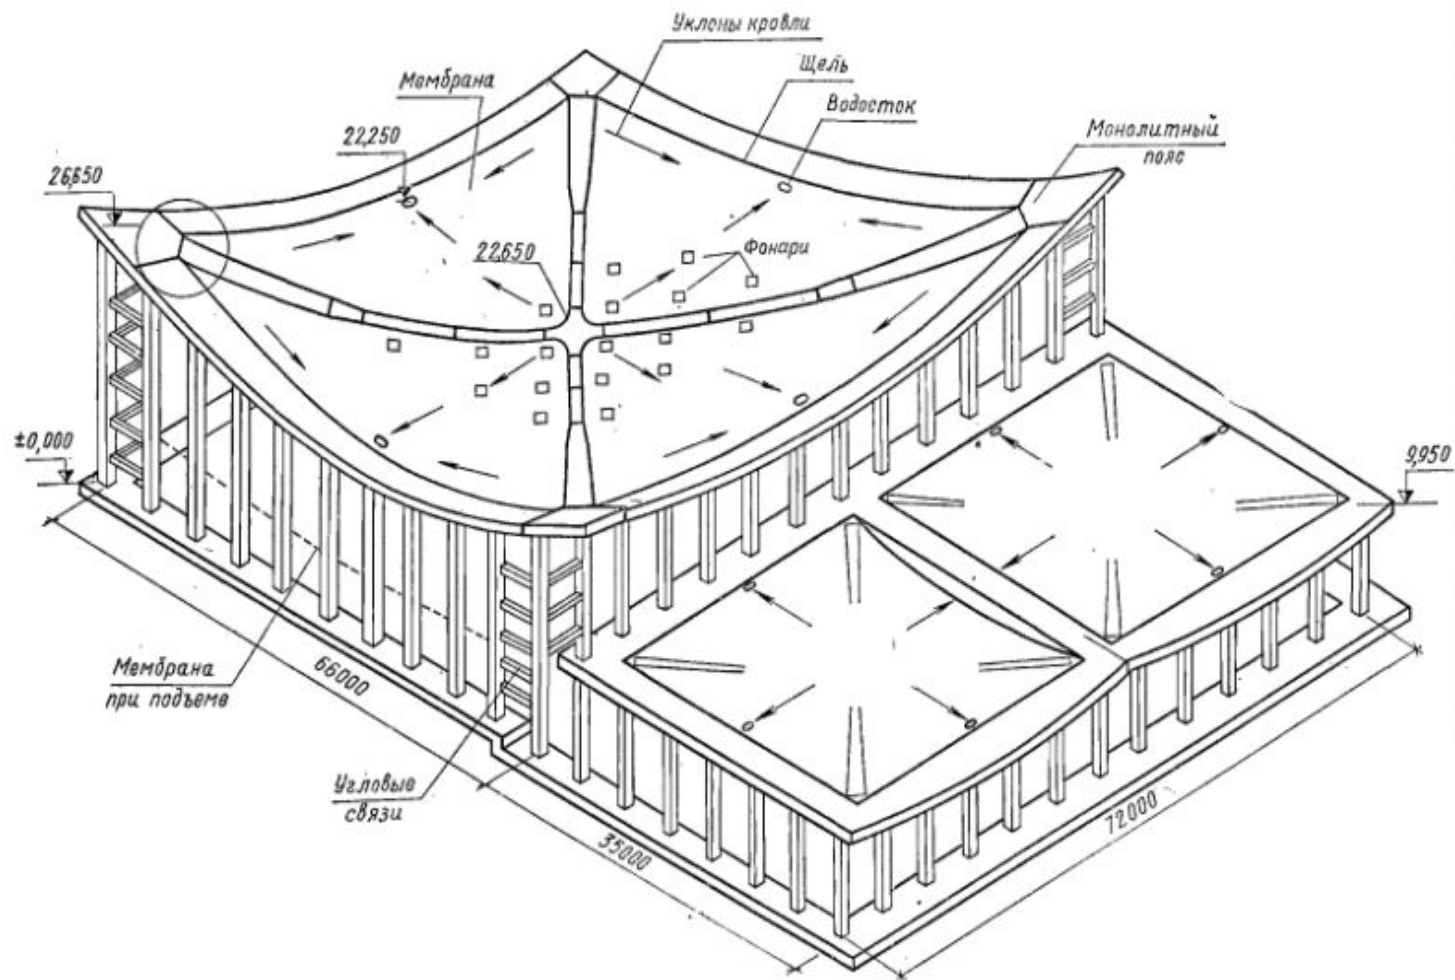 Уклоны кровли
Щель
Мембрана
Водосток
22,250
Монолитный
пояс
26,650
22,650
Фонари
±0,000
9,950
Мембрана
при подъеме
66000
Угловые
связи
35000
72000